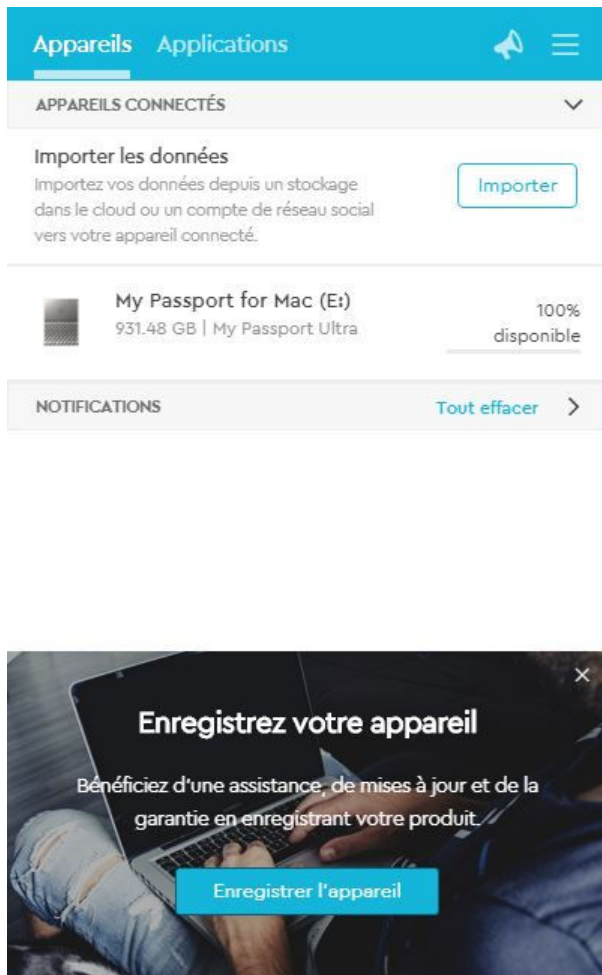 Appareils Applications
APPAREILS CONNECTÉS
Importer les données
Importez vos données depuis un stockage
dans le cloud ou un compte de réseau social
vers votre appareil connecté.
Importer
My Passport for Mac (E:)
931.48 GB | My Passport Ultra
100%
disponible
NOTIFICATIONS
Tout effacer
Enregistrez votre appareil
Bénéficiez d'une assistance, de mises à jour et de la
garantie en enregistrant votre produit.
Enregistrer l'appareil